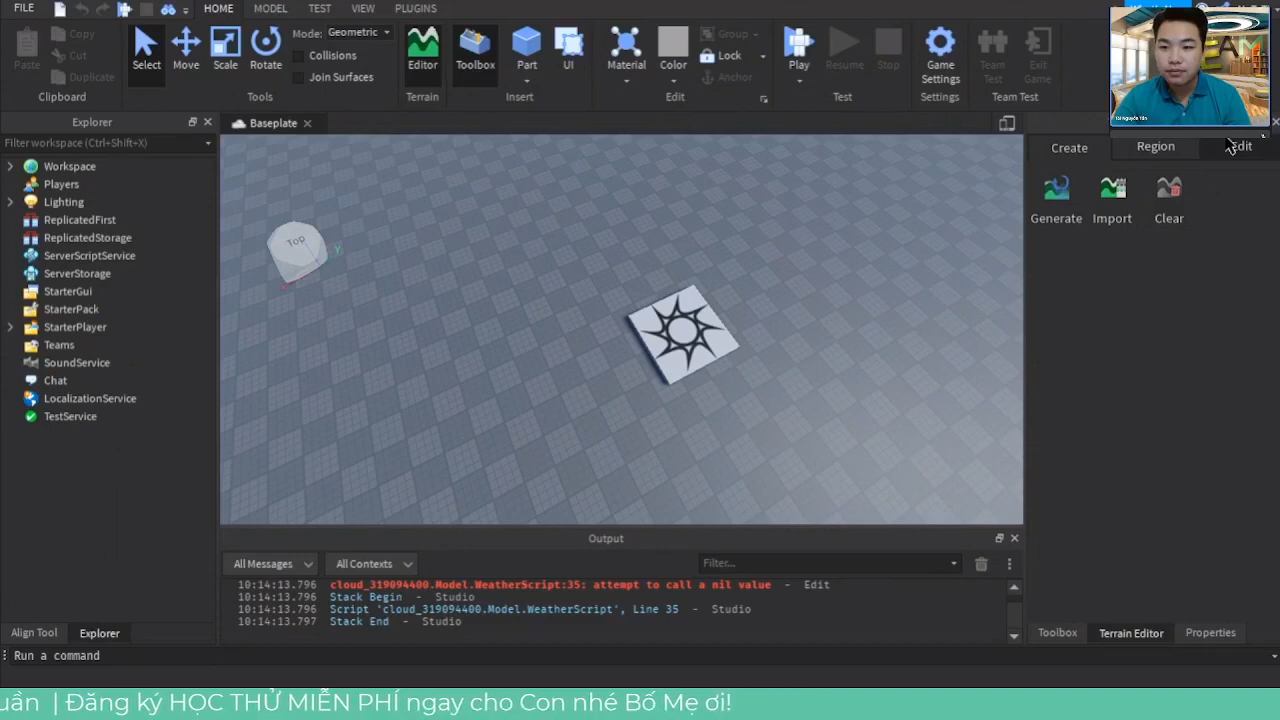 FILE HOME MODEL TEST VIEW PLUGINS
Paste Copy Cut Duplicate Clipboard
Select Move Scale Rotate Mode: Geometric Collisions Join Surfaces Tools
Editor Terrain
Toolbox Part UI Insert
Material Color Group Lock Anchor Edit
Play Resume Stop Test
Game Settings Settings
Team Test Exit Game Team Test
Explorer
Filter workspace (Ctrl+Shift+X)
Workspace
Players
Lighting
ReplicatedFirst
ReplicatedStorage
ServerScriptService
ServerStorage
StarterGui
StarterPack
StarterPlayer
Teams
SoundService
Chat
LocalizationService
TestService
Align Tool Explorer
Baseplate
Top
Y
Create Region Edit
Generate Import Clear
Output
All Messages All Contexts Filter...
10:14:13.796 cloud_319094400.Model.WeatherScript:35: attempt to call a nil value - Edit
10:14:13.796 Stack Begin - Studio
10:14:13.796 Script 'cloud_319094400.Model.WeatherScript', Line 35 - Studio
10:14:13.797 Stack End - Studio
Toolbox Terrain Editor Properties
Run a command
uần | Đăng ký HỌC THỬ MIỄN PHÍ ngay cho Con nhé Bố Mẹ ơi!